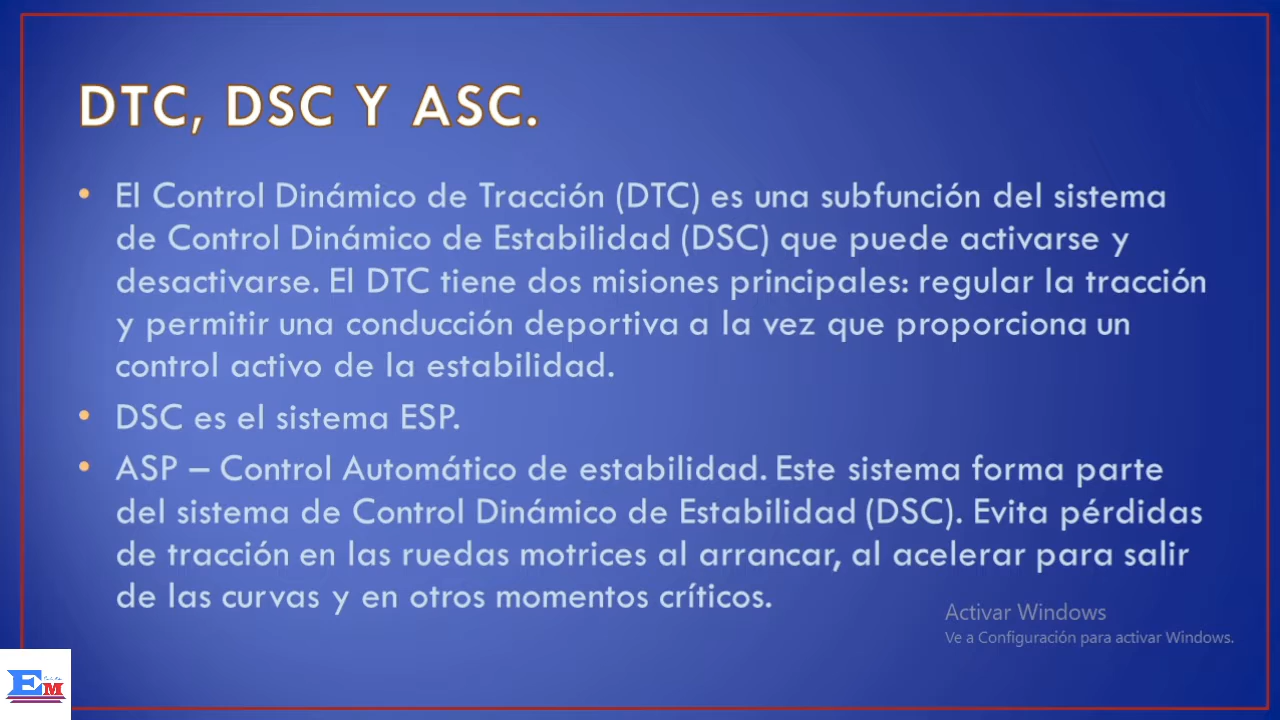 DTC, DSC Y ASC.
• El Control Dinámico de Tracción (DTC) es una subfunción del sistema
de Control Dinámico de Estabilidad (DSC) que puede activarse y
desactivarse. El DTC tiene dos misiones principales: regular la tracción
y permitir una conducción deportiva a la vez que proporciona un
control activo de la estabilidad.
• DSC es el sistema ESP.
• ASP – Control Automático de estabilidad. Este sistema forma parte
del sistema de Control Dinámico de Estabilidad (DSC). Evita pérdidas
de tracción en las ruedas motrices al arrancar, al acelerar para salir
de las curvas y en otros momentos críticos.
Activar Windows
Ve a Configuración para activar Windows.
EM